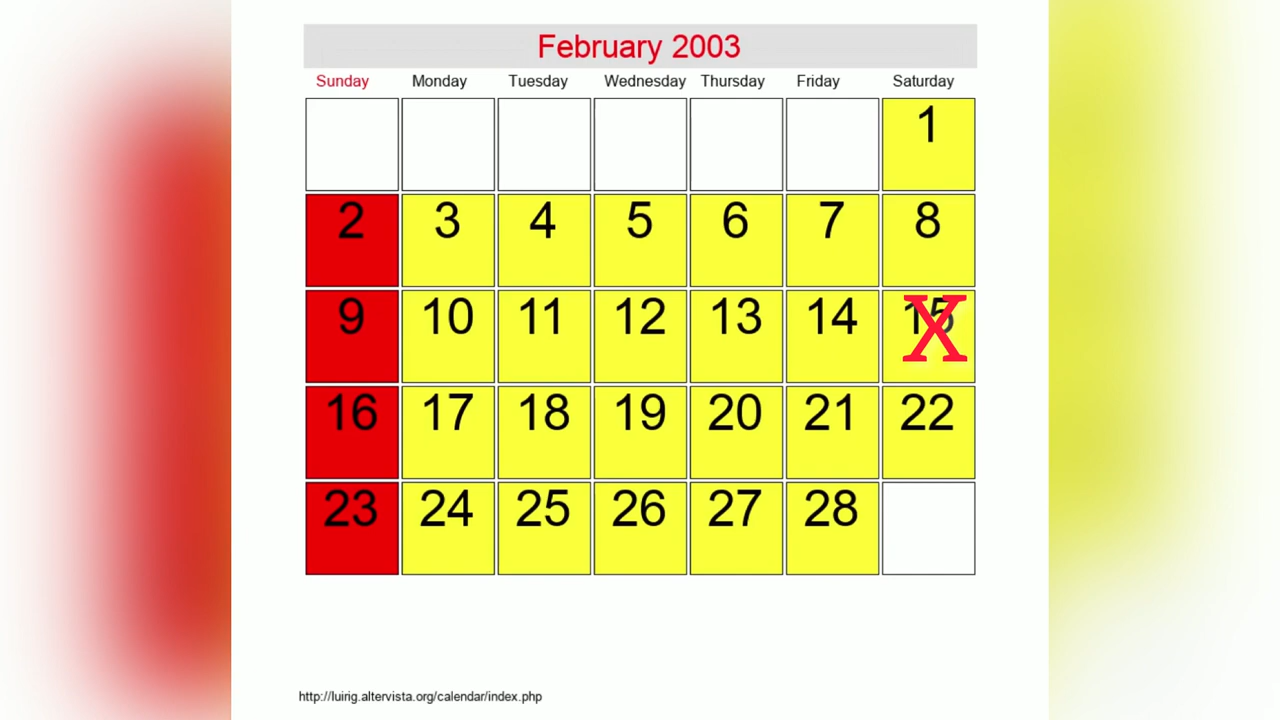 February 2003
Sunday Monday Tuesday Wednesday Thursday Friday Saturday
1
2 3 4 5 6 7 8
9 10 11 12 13 14 15 X
16 17 18 19 20 21 22
23 24 25 26 27 28
http://luirig.altervista.org/calendar/index.php